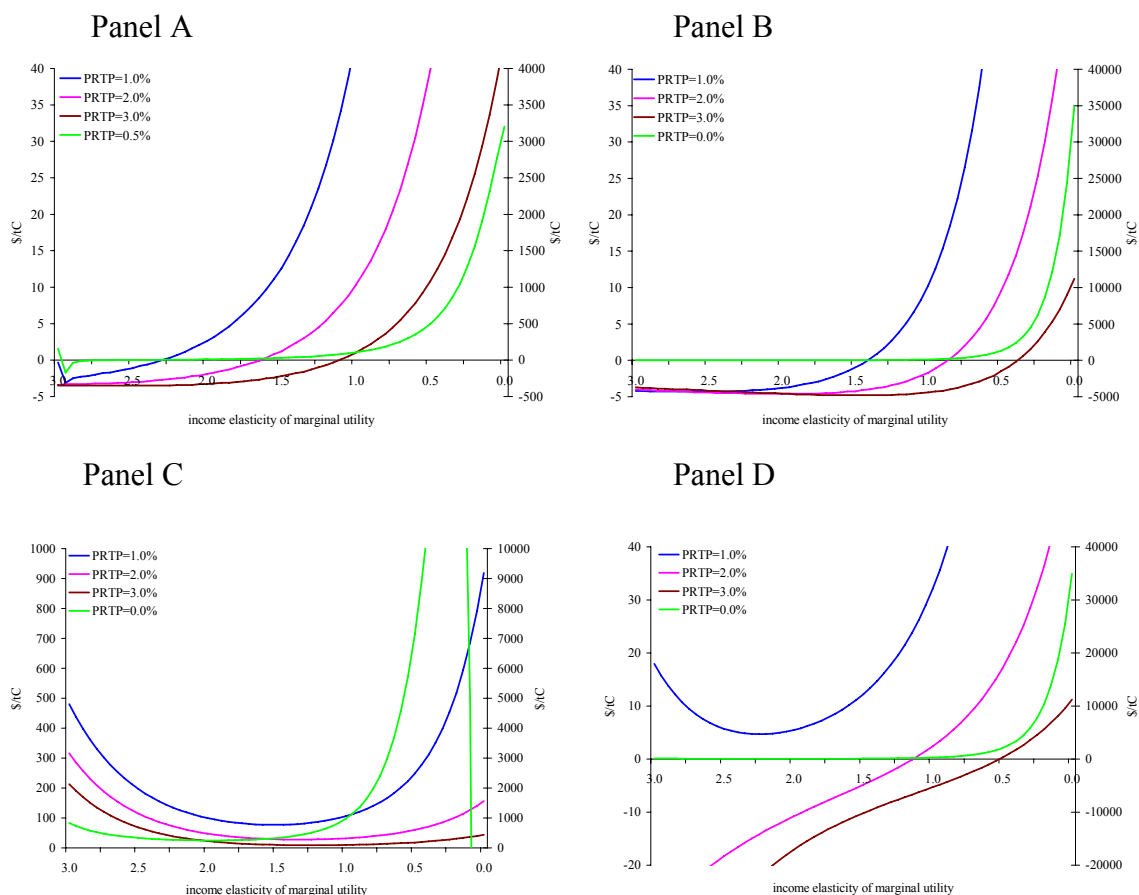 Panel A
PRTP=1.0%
PRTP=2.0%
PRTP=3.0%
PRTP=0.5%
40
35
30
25
20
15
10
5
0
-5
4000
3500
3000
2500
2000
1500
1000
500
0
-500
$/tC
$/tC
3.0 2.5 2.0 1.5 1.0 0.5 0.0
income elasticity of marginal utility
Panel B
PRTP=1.0%
PRTP=2.0%
PRTP=3.0%
PRTP=0.0%
40
35
30
25
20
15
10
5
0
-5
40000
35000
30000
25000
20000
15000
10000
5000
0
-5000
$/tC
$/tC
3.0 2.5 2.0 1.5 1.0 0.5 0.0
income elasticity of marginal utility
Panel C
PRTP=1.0%
PRTP=2.0%
PRTP=3.0%
PRTP=0.0%
1000
900
800
700
600
500
400
300
200
100
0
10000
9000
8000
7000
6000
5000
4000
3000
2000
1000
0
$/tC
$/tC
3.0 2.5 2.0 1.5 1.0 0.5 0.0
income elasticity of marginal utility
Panel D
PRTP=1.0%
PRTP=2.0%
PRTP=3.0%
PRTP=0.0%
40
30
20
10
0
-10
-20
40000
30000
20000
10000
0
-10000
-20000
$/tC
$/tC
3.0 2.5 2.0 1.5 1.0 0.5 0.0
income elasticity of marginal utility